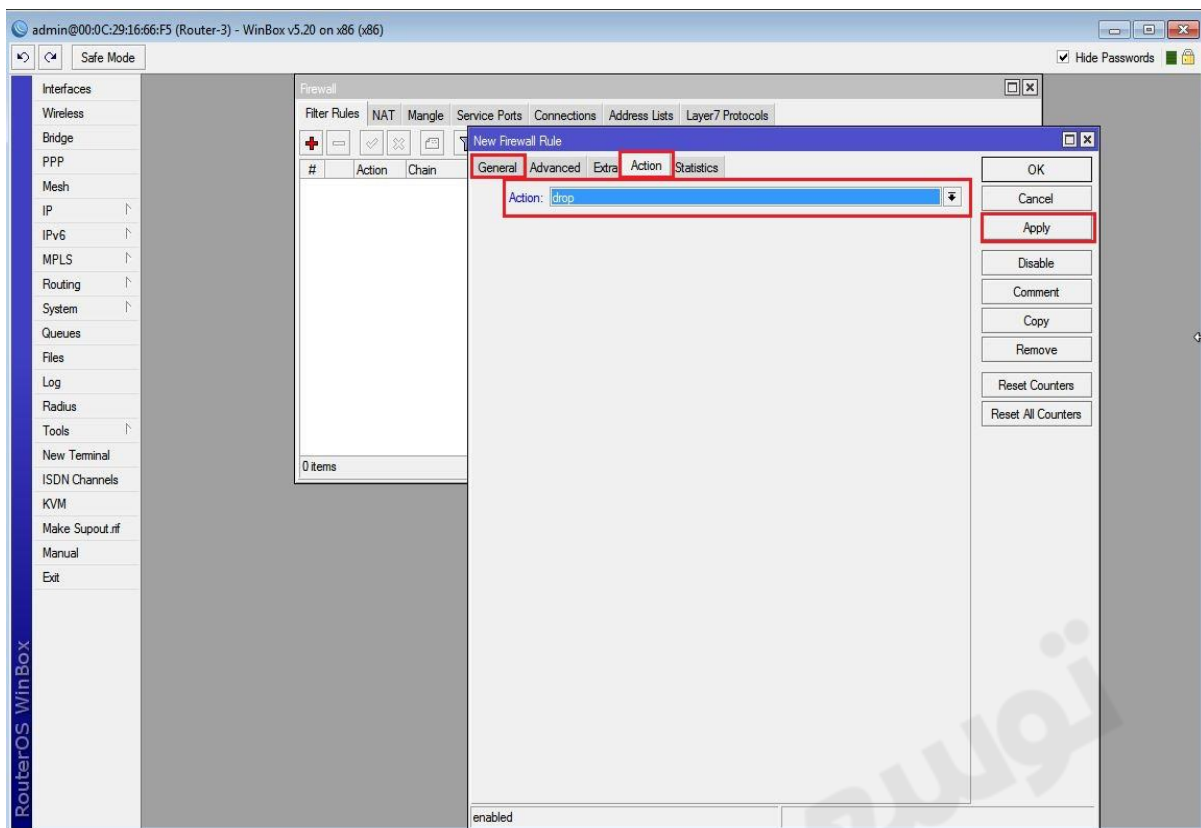 admin@00:0C:29:16:66:F5 (Router-3) - WinBox v5.20 on x86 (x86)
Safe Mode
Hide Passwords
Interfaces
Wireless
Bridge
PPP
Mesh
IP
IPv6
MPLS
Routing
System
Queues
Files
Log
Radius
Tools
New Terminal
ISDN Channels
KVM
Make Supout.rif
Manual
Exit
RouterOS WinBox
Firewall
Filter Rules NAT Mangle Service Ports Connections Address Lists Layer7 Protocols
# Action Chain
0 items
New Firewall Rule
General Advanced Extra Action Statistics
Action: drop
OK
Cancel
Apply
Disable
Comment
Copy
Remove
Reset Counters
Reset All Counters
enabled